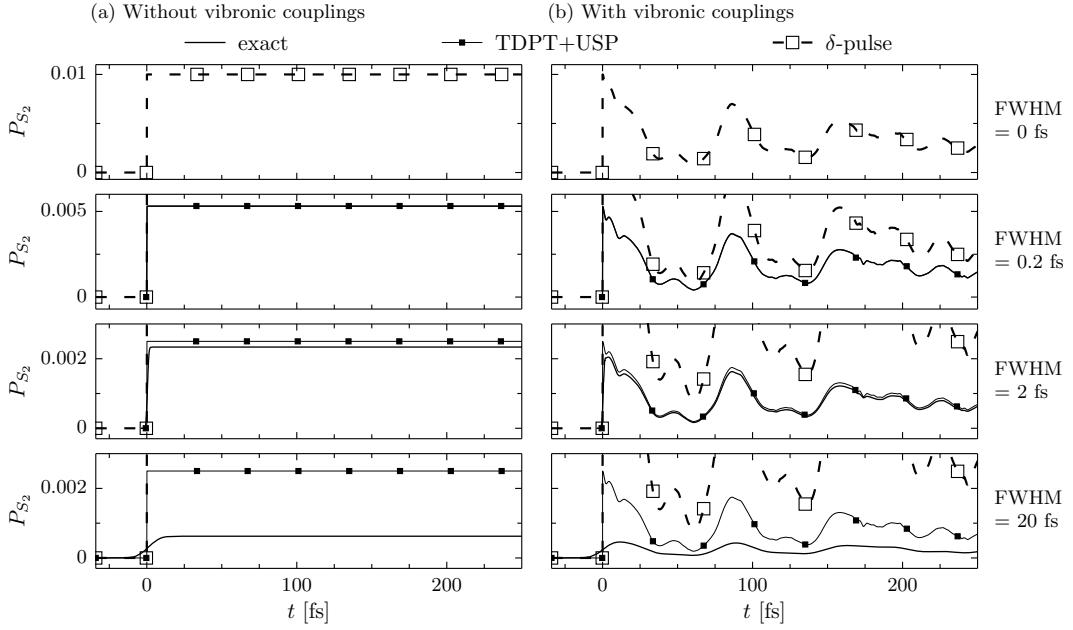 (a) Without vibronic couplings
(b) With vibronic couplings
exact
TDPT+USP
δ-pulse
0.01
0
P_{S_2}
FWHM
= 0 fs
0.005
0
P_{S_2}
FWHM
= 0.2 fs
0.002
0
P_{S_2}
FWHM
= 2 fs
0.002
0
P_{S_2}
FWHM
= 20 fs
0 100 200
0 100 200
t [fs]
t [fs]